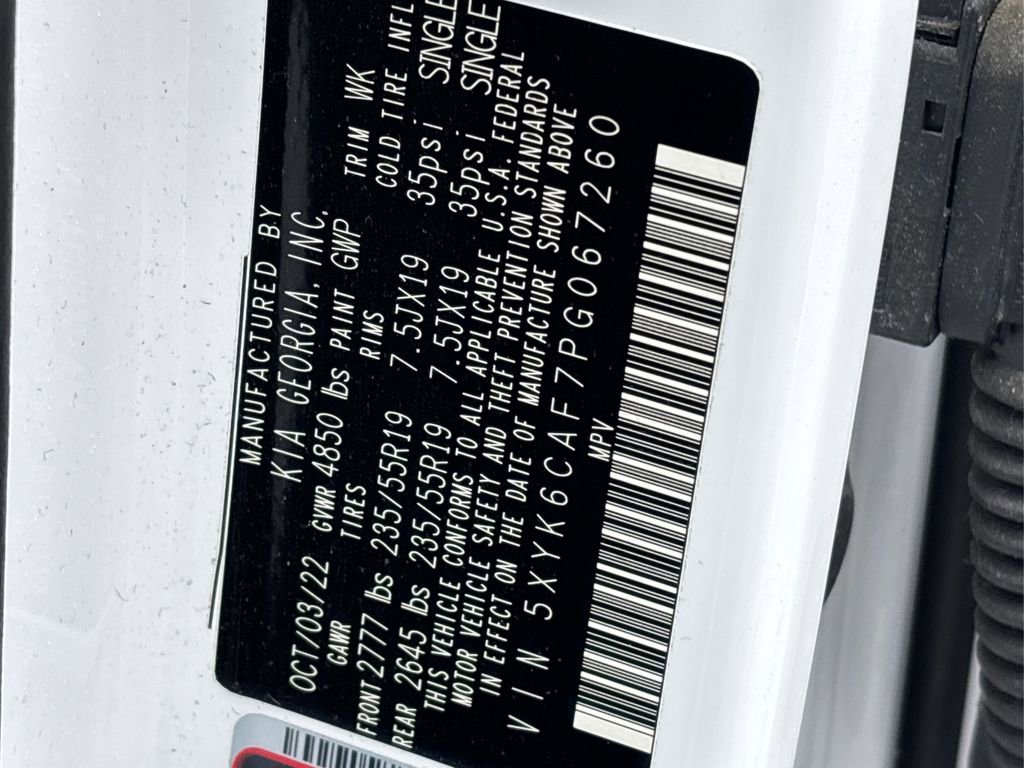 MANUFACTURED BY
KIA GEORGIA, INC.
OCT/03/22 GVWR 4850 lbs PAINT GWP TRIM WK
GAWR TIRES RIMS COLD TIRE INFL
FRONT 2777 lbs 235/55R19 7.5JX19 35psi SINGLE
REAR 2645 lbs 235/55R19 7.5JX19 35psi SINGLE
THIS VEHICLE CONFORMS TO ALL APPLICABLE U.S.A. FEDERAL
MOTOR VEHICLE SAFETY AND THEFT PREVENTION STANDARDS
IN EFFECT ON THE DATE OF MANUFACTURE SHOWN ABOVE
VIN 5XYK6CAF7PG067260
MPV